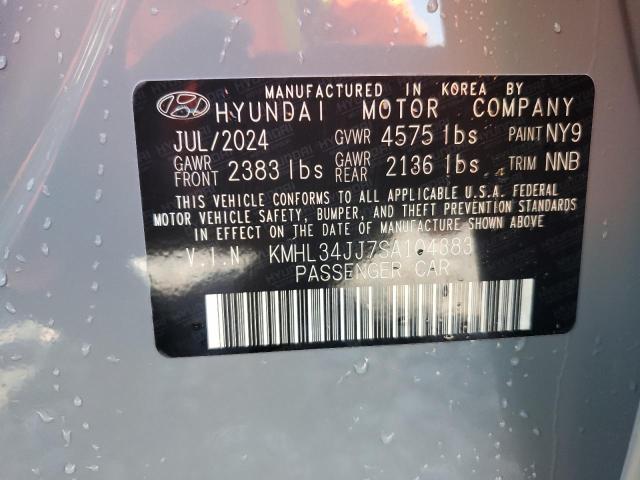 MANUFACTURED IN KOREA BY
HYUNDAI MOTOR COMPANY
JUL/2024 GVWR 4575 lbs PAINT NY9
GAWR FRONT 2383 lbs GAWR REAR 2136 lbs TRIM NNB
THIS VEHICLE CONFORMS TO ALL APPLICABLE U.S.A. FEDERAL
MOTOR VEHICLE SAFETY, BUMPER, AND THEFT PREVENTION STANDARDS
IN EFFECT ON THE DATE OF MANUFACTURE SHOWN ABOVE
V.I.N KMHL34JJ7SA104383
PASSENGER CAR